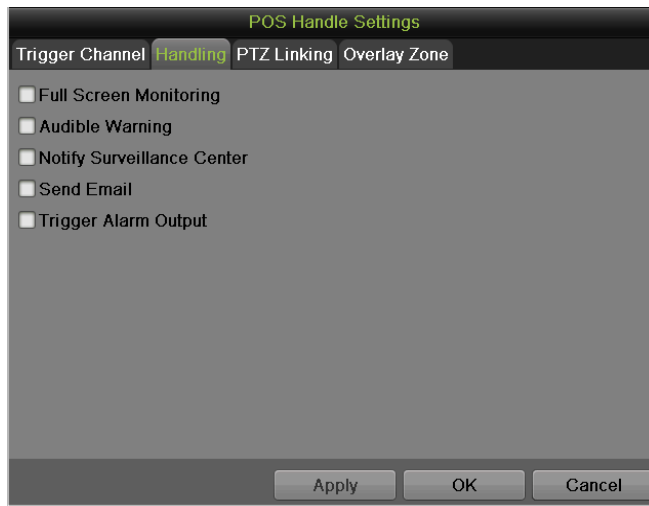 POS Handle Settings
Trigger Channel Handling PTZ Linking Overlay Zone
Full Screen Monitoring
Audible Warning
Notify Surveillance Center
Send Email
Trigger Alarm Output
Apply OK Cancel